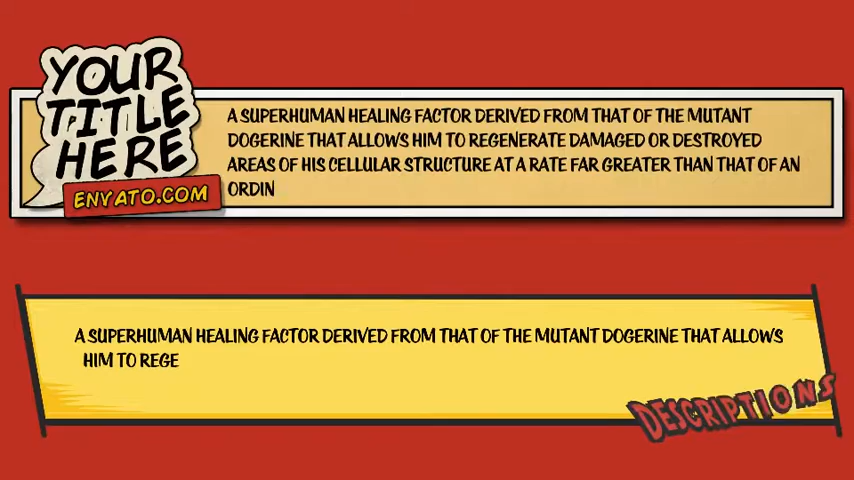 YOUR
TITLE
HERE
ENVATO.COM
A SUPERHUMAN HEALING FACTOR DERIVED FROM THAT OF THE MUTANT
DOGERINE THAT ALLOWS HIM TO REGENERATE DAMAGED OR DESTROYED
AREAS OF HIS CELLULAR STRUCTURE AT A RATE FAR GREATER THAN THAT OF AN
ORDIN
A SUPERHUMAN HEALING FACTOR DERIVED FROM THAT OF THE MUTANT DOGERINE THAT ALLOWS
HIM TO REGE
DESCRIPTIONS